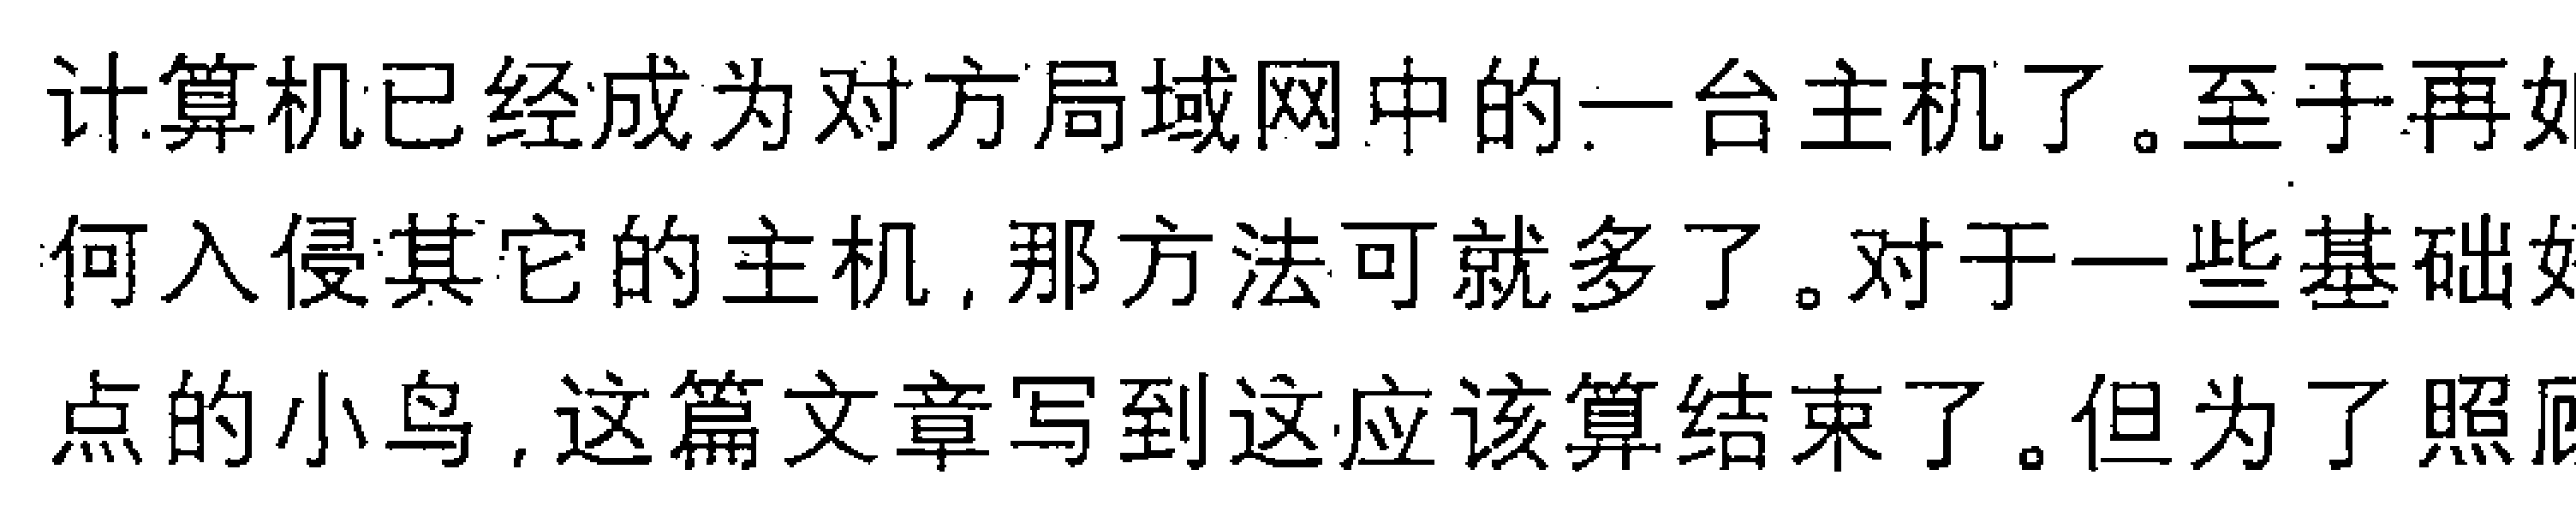 计算机已经成为对方局域网中的一台主机了。至于再如
何入侵其它的主机,那方法可就多了。对于一些基础好
点的小鸟,这篇文章写到这应该算结束了。但为了照顾